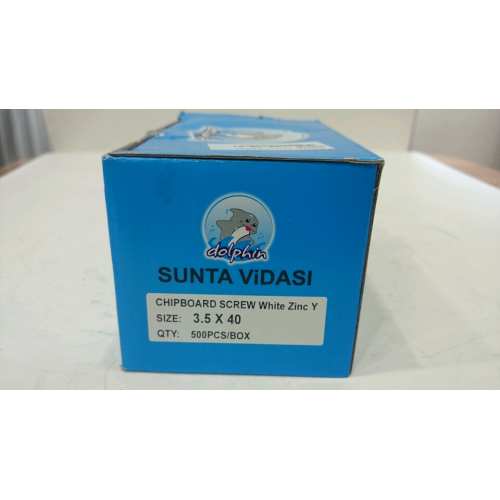 dolphin
SUNTA ViDASI
CHIPBOARD SCREW White Zinc Y
SIZE: 3.5 X 40
QTY: 500PCS/BOX